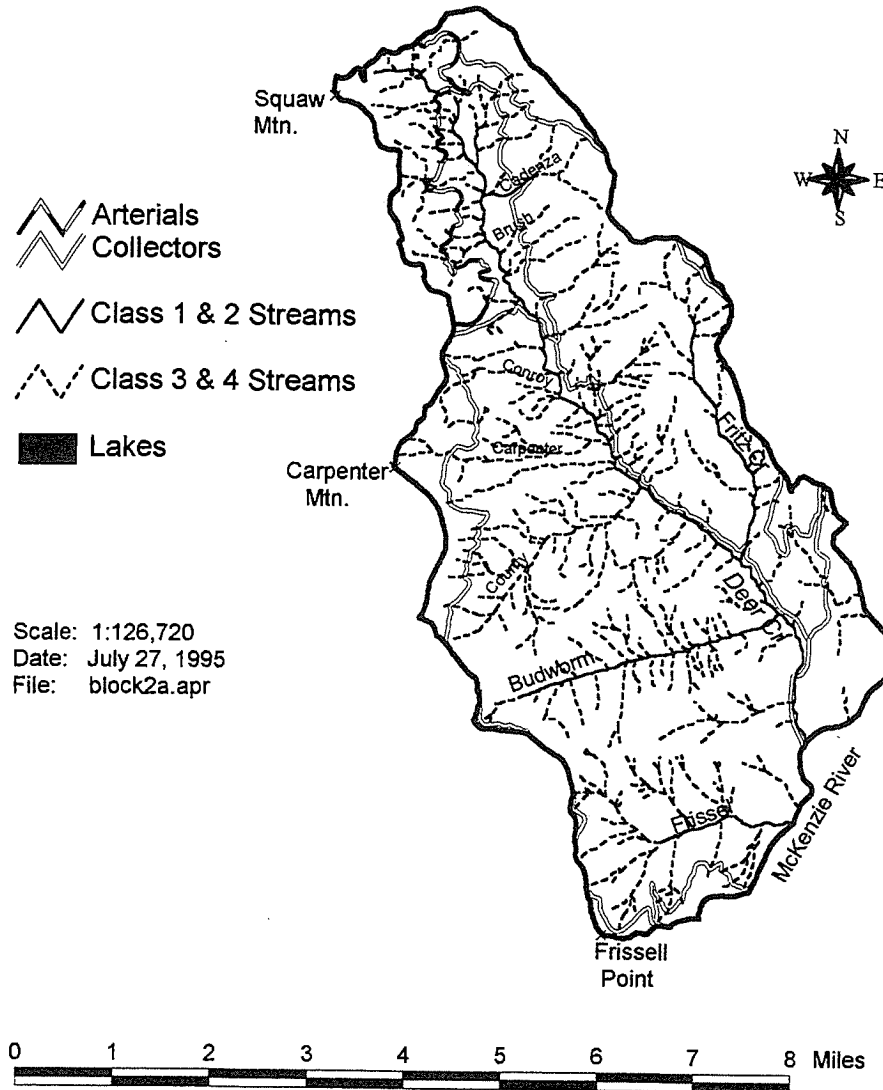 Squaw
Mtn.
N
W E
S
Cadenza
Arterials
Collectors
Brush
Class 1 & 2 Streams
Conroy
Class 3 & 4 Streams
Fritz Cr
Lakes
Carpenter
Carpenter
Mtn.
County
Deer Cr
Scale: 1:126,720
Date: July 27, 1995
File: block2a.apr
Budworm
Frissel
McKenzie River
Frissell
Point
0 1 2 3 4 5 6 7 8 Miles